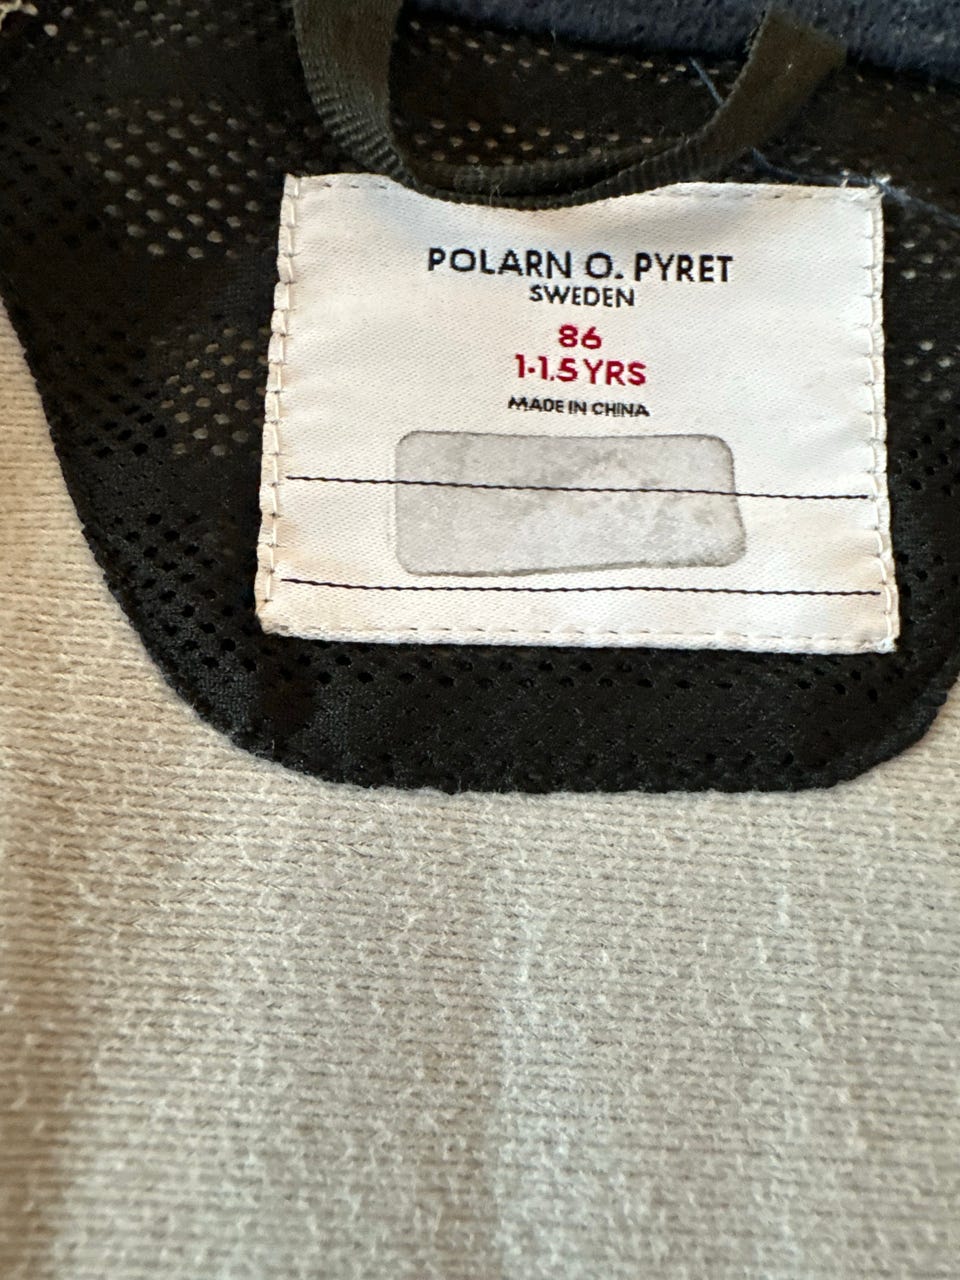 POLARN O. PYRET
SWEDEN
86
1-1.5 YRS
MADE IN CHINA